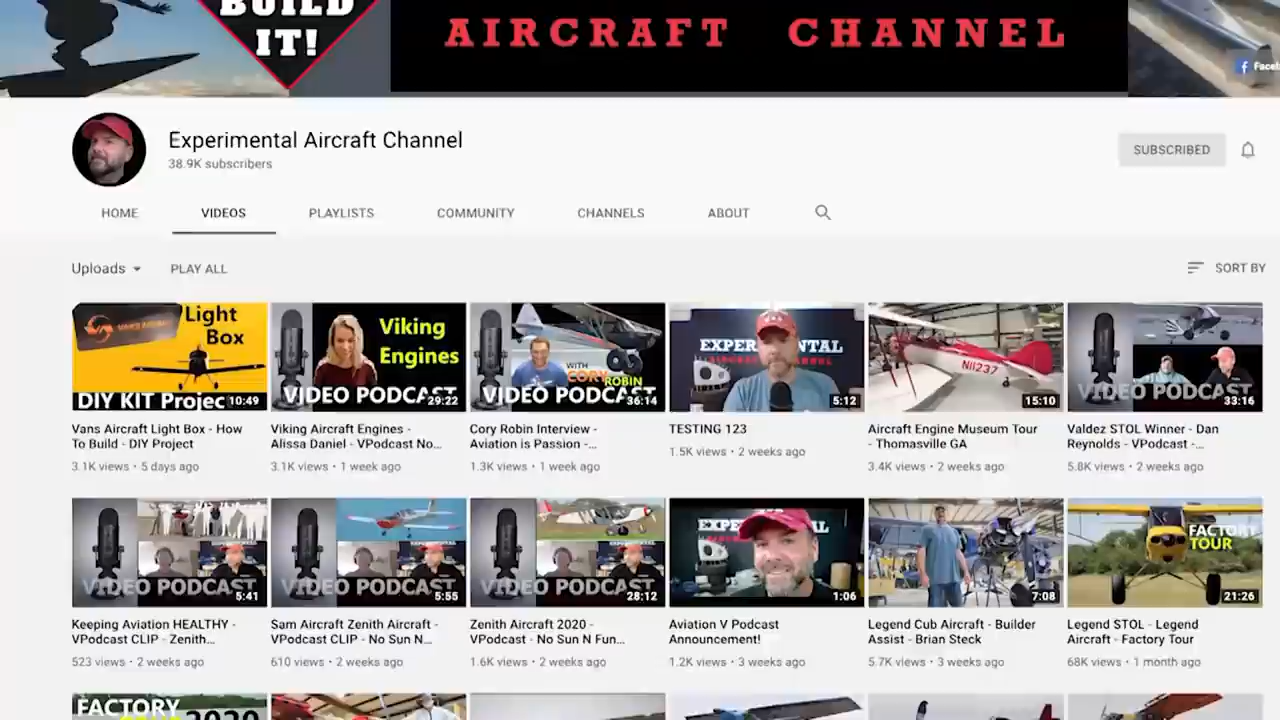 BUILD
IT!
AIRCRAFT CHANNEL
Experimental Aircraft Channel
38.9K subscribers
SUBSCRIBED
HOME VIDEOS PLAYLISTS COMMUNITY CHANNELS ABOUT
Uploads PLAY ALL SORT BY
Light
Box
DIY KIT Projec 10:49
Viking
Engines
VIDEO PODCAST 29:22
WITH
CORY
ROBIN
VIDEO PODCAST 36:14
EXPERIMENTAL
AIRCRAFT CHANNEL
5:12
N11237
15:10
VIDEO PODCAST 33:16
Vans Aircraft Light Box - How
To Build - DIY Project
3.1K views • 5 days ago
Viking Aircraft Engines -
Alissa Daniel - VPodcast No...
3.1K views • 1 week ago
Cory Robin Interview -
Aviation is Passion -...
1.3K views • 1 week ago
TESTING 123
1.5K views • 2 weeks ago
Aircraft Engine Museum Tour
- Thomasville GA
3.4K views • 2 weeks ago
Valdez STOL Winner - Dan
Reynolds - VPodcast -...
5.8K views • 2 weeks ago
VIDEO PODCAST 5:41
VIDEO PODCAST 5:55
VIDEO PODCAST 28:12
1:06
7:08
FACTORY
TOUR
21:26
Keeping Aviation HEALTHY -
VPodcast CLIP - Zenith...
523 views • 2 weeks ago
Sam Aircraft Zenith Aircraft -
VPodcast CLIP - No Sun N...
610 views • 2 weeks ago
Zenith Aircraft 2020 -
VPodcast - No Sun N Fun...
1.6K views • 2 weeks ago
Aviation V Podcast
Announcement!
1.2K views • 3 weeks ago
Legend Cub Aircraft - Builder
Assist - Brian Steck
5.7K views • 3 weeks ago
Legend STOL - Legend
Aircraft - Factory Tour
68K views • 1 month ago
FACTORY
2020